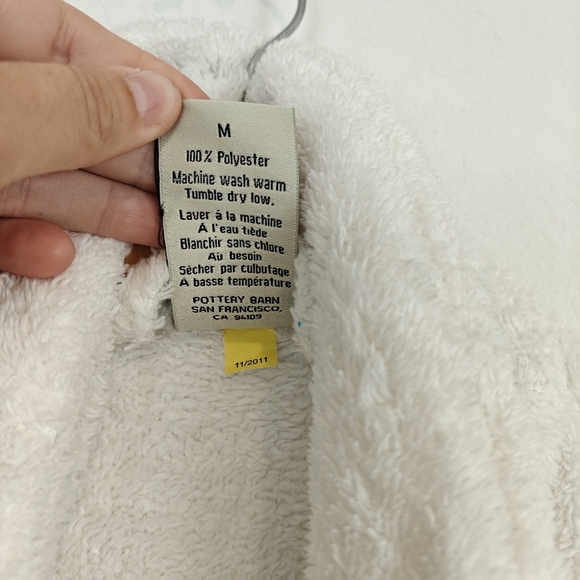 M
100% Polyester
Machine wash warm
Tumble dry low.
Laver á la machine
Á l'eau tiède
Blanchir sans chlore
Au besoin
Sécher par culbutage
A basse température
POTTERY BARN
SAN FRANCISCO,
CA 94109
11/2011